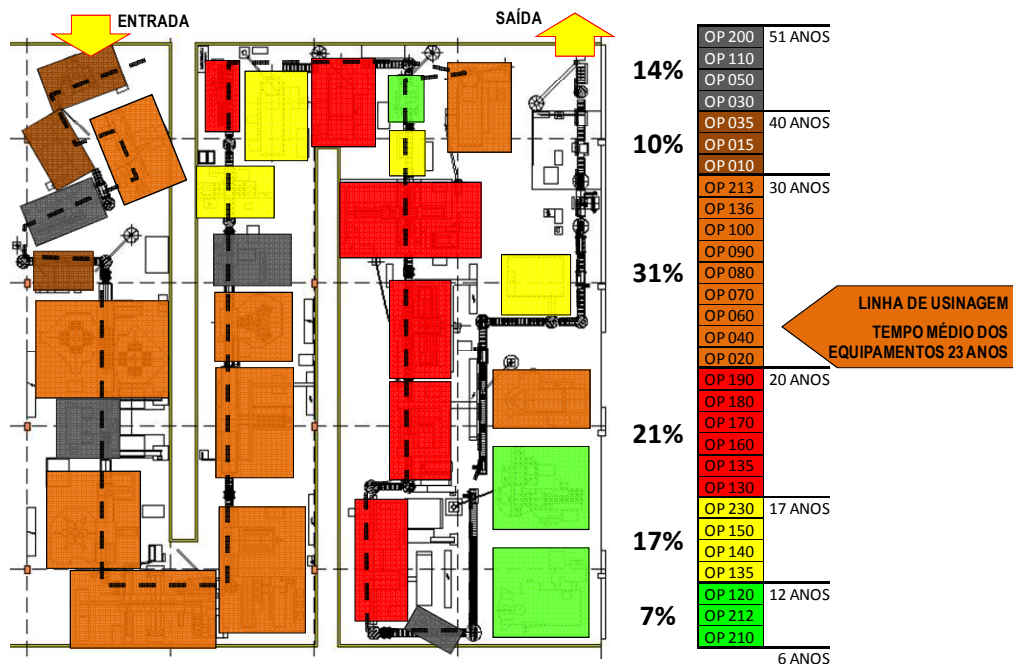 ENTRADA
SAÍDA
14%
10%
31%
21%
17%
7%
OP 200 51 ANOS
OP 110
OP 050
OP 030
OP 035 40 ANOS
OP 015
OP 010
OP 213 30 ANOS
OP 136
OP 100
OP 090
OP 080
OP 070
OP 060
OP 040
OP 020
OP 190 20 ANOS
OP 180
OP 170
OP 160
OP 135
OP 130
OP 230 17 ANOS
OP 150
OP 140
OP 135
OP 120 12 ANOS
OP 212
OP 210
6 ANOS
LINHA DE USINAGEM
TEMPO MÉDIO DOS
EQUIPAMENTOS 23 ANOS